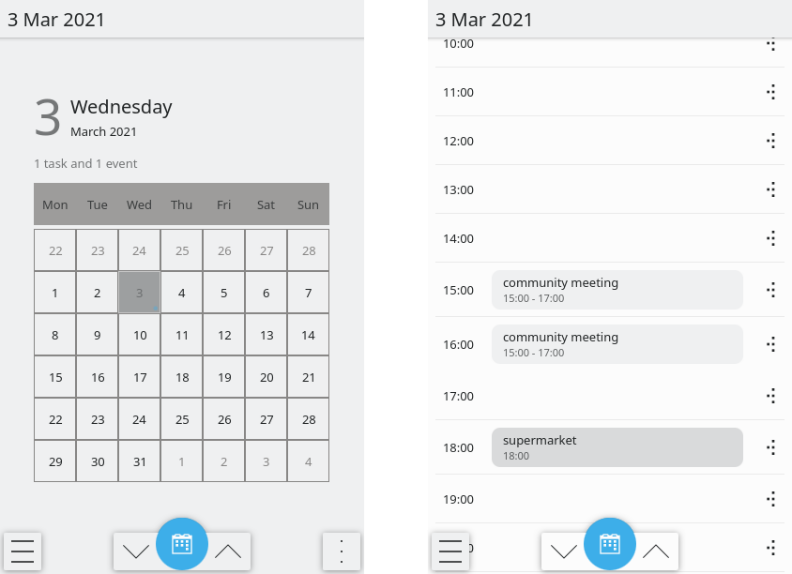 3 Mar 2021
3
Wednesday
March 2021
1 task and 1 event
Mon Tue Wed Thu Fri Sat Sun
22 23 24 25 26 27 28
1 2 3 4 5 6 7
8 9 10 11 12 13 14
15 16 17 18 19 20 21
22 23 24 25 26 27 28
29 30 31 1 2 3 4
3 Mar 2021
10:00
11:00
12:00
13:00
14:00
15:00
community meeting
15:00 - 17:00
16:00
community meeting
15:00 - 17:00
17:00
18:00
supermarket
18:00
19:00